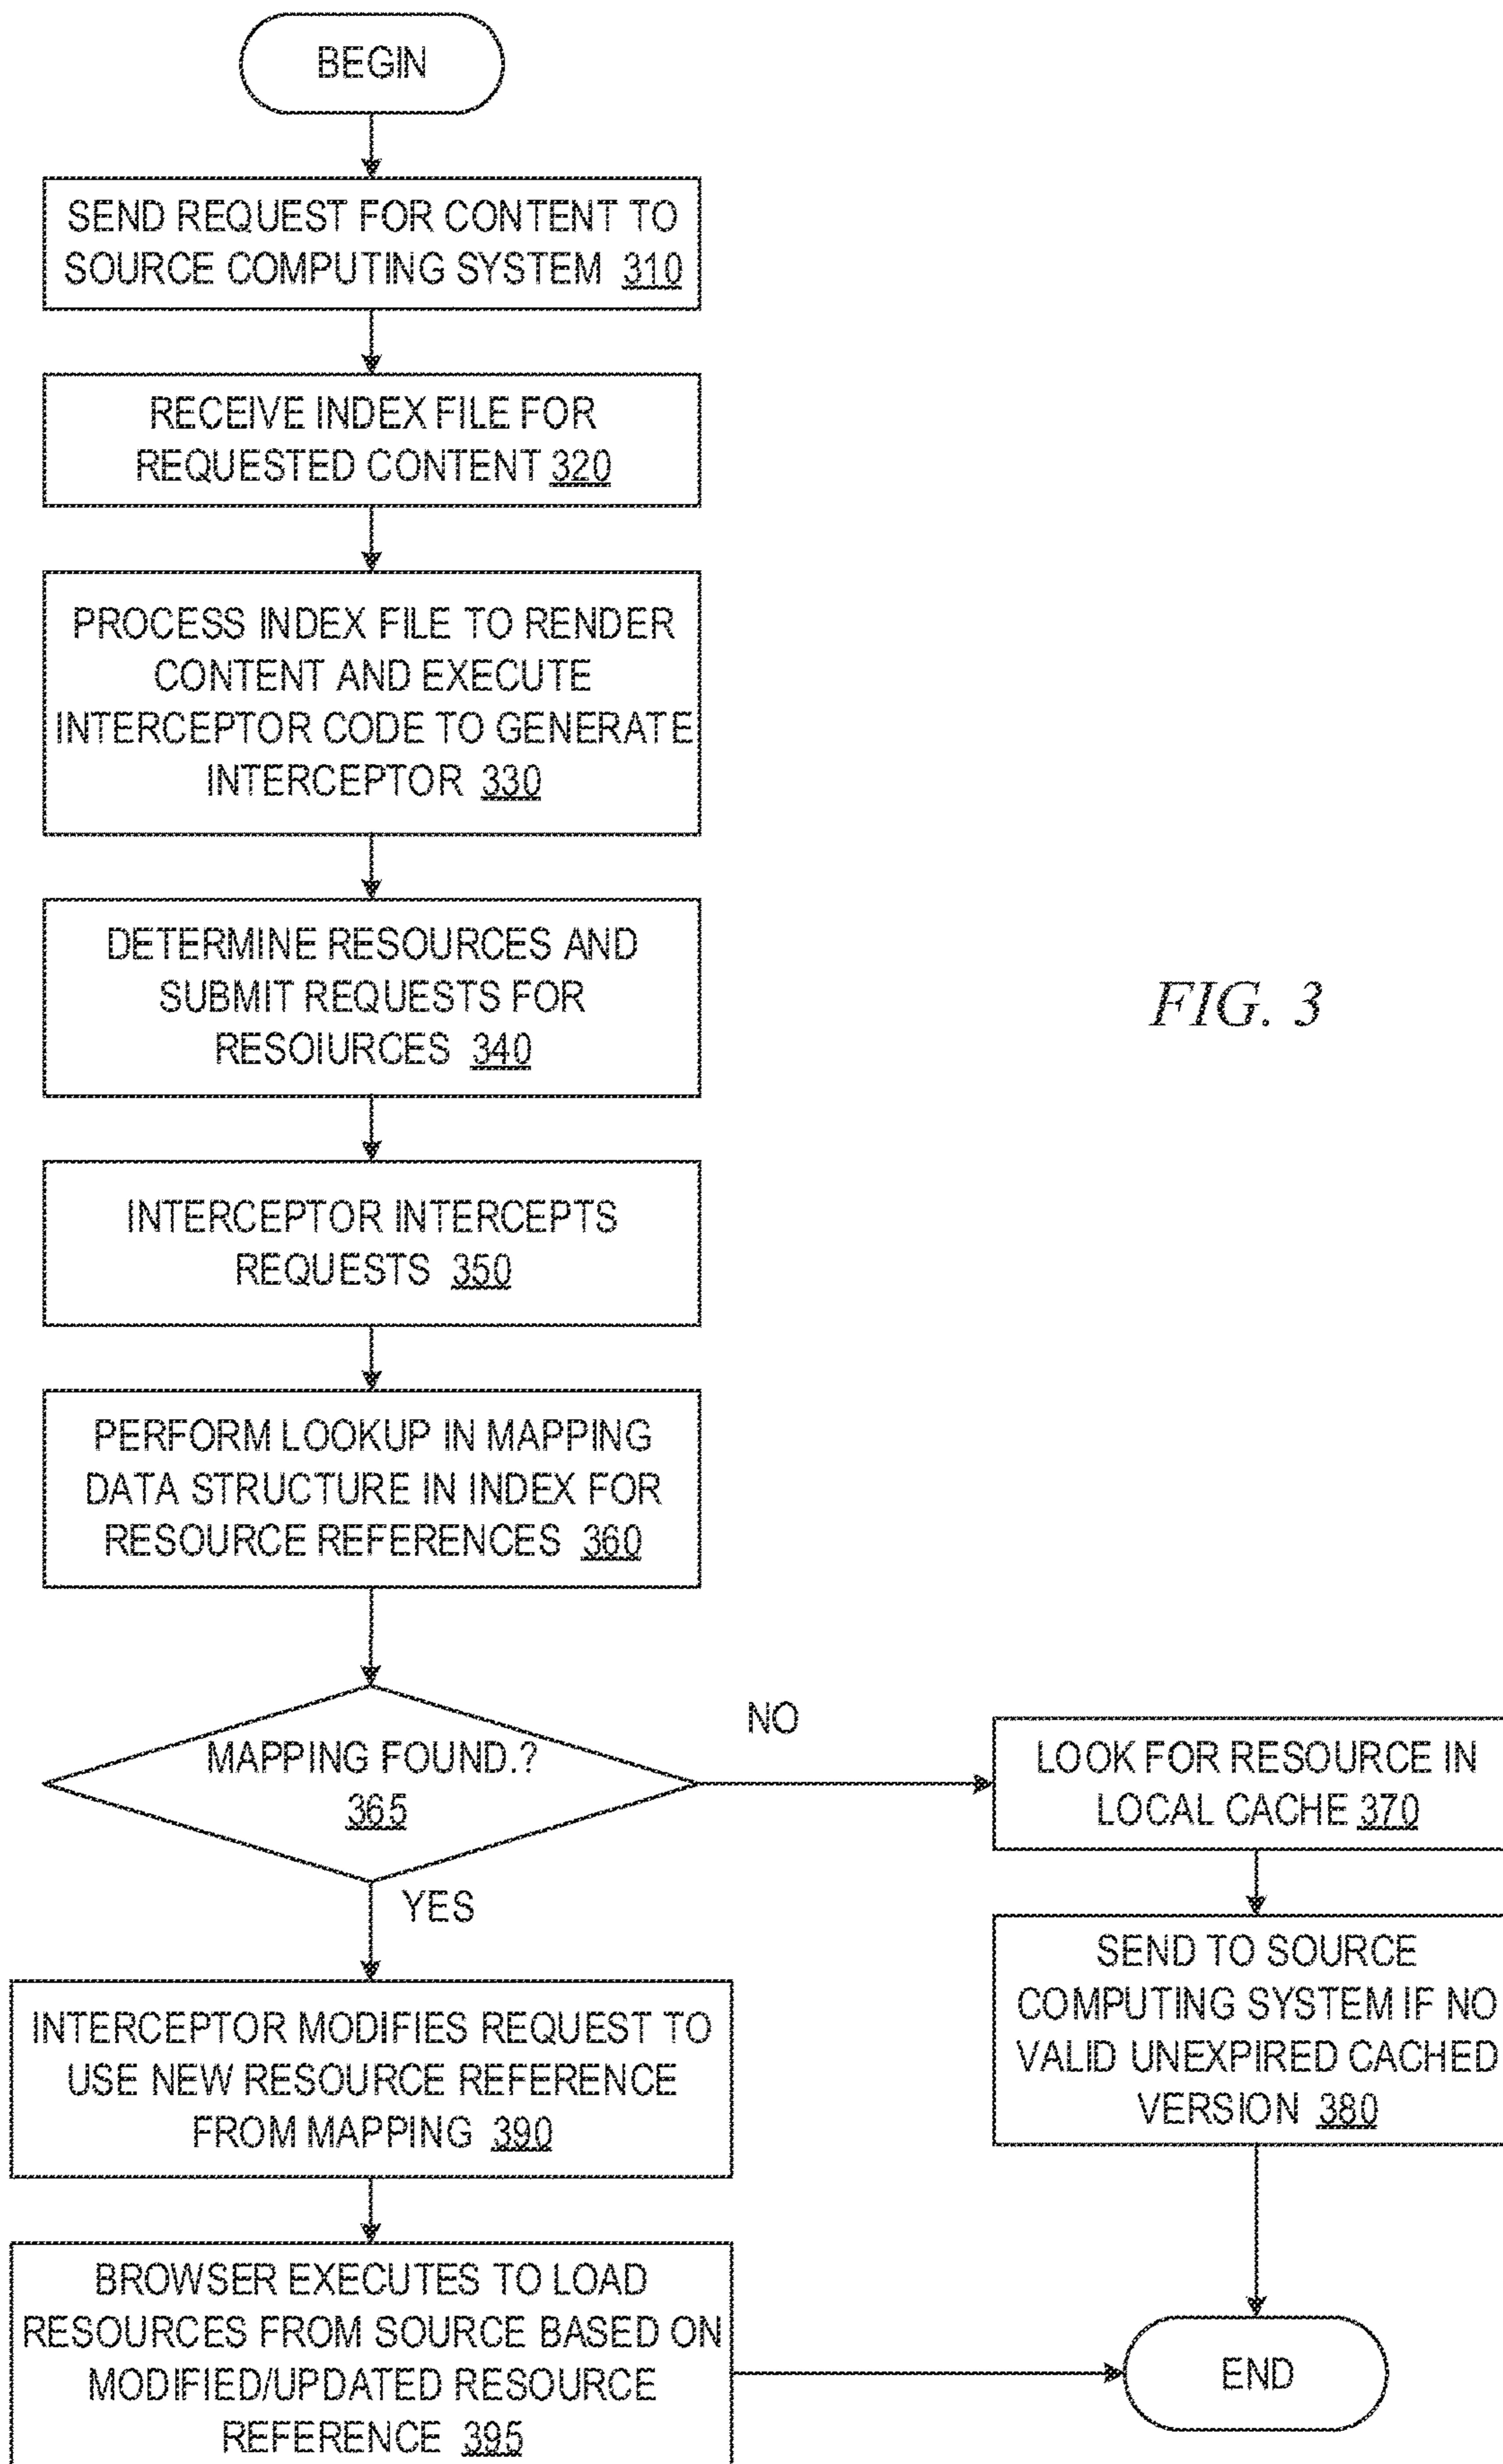 BEGIN
SEND REQUEST FOR CONTENT TO
SOURCE COMPUTING SYSTEM 310
RECEIVE INDEX FILE FOR
REQUESTED CONTENT 320
PROCESS INDEX FILE TO RENDER
CONTENT AND EXECUTE
INTERCEPTOR CODE TO GENERATE
INTERCEPTOR 330
DETERMINE RESOURCES AND
SUBMIT REQUESTS FOR
RESOIURCES 340
FIG. 3
INTERCEPTOR INTERCEPTS
REQUESTS 350
PERFORM LOOKUP IN MAPPING
DATA STRUCTURE IN INDEX FOR
RESOURCE REFERENCES 360
MAPPING FOUND.?
365
NO
YES
LOOK FOR RESOURCE IN
LOCAL CACHE 370
SEND TO SOURCE
COMPUTING SYSTEM IF NO
VALID UNEXPIRED CACHED
VERSION 380
INTERCEPTOR MODIFIES REQUEST TO
USE NEW RESOURCE REFERENCE
FROM MAPPING 390
BROWSER EXECUTES TO LOAD
RESOURCES FROM SOURCE BASED ON
MODIFIED/UPDATED RESOURCE
REFERENCE 395
END